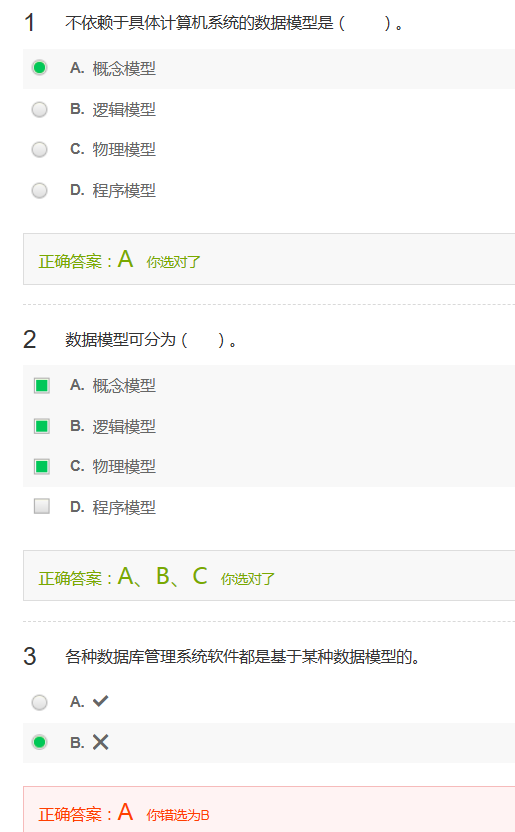 1 不依赖于具体计算机系统的数据模型是（　　）。
A. 概念模型
B. 逻辑模型
C. 物理模型
D. 程序模型
正确答案：A 你选对了
2 数据模型可分为（　　）。
A. 概念模型
B. 逻辑模型
C. 物理模型
D. 程序模型
正确答案：A、B、C 你选对了
3 各种数据库管理系统软件都是基于某种数据模型的。
A. ✔
B. ✕
正确答案：A 你错选为B